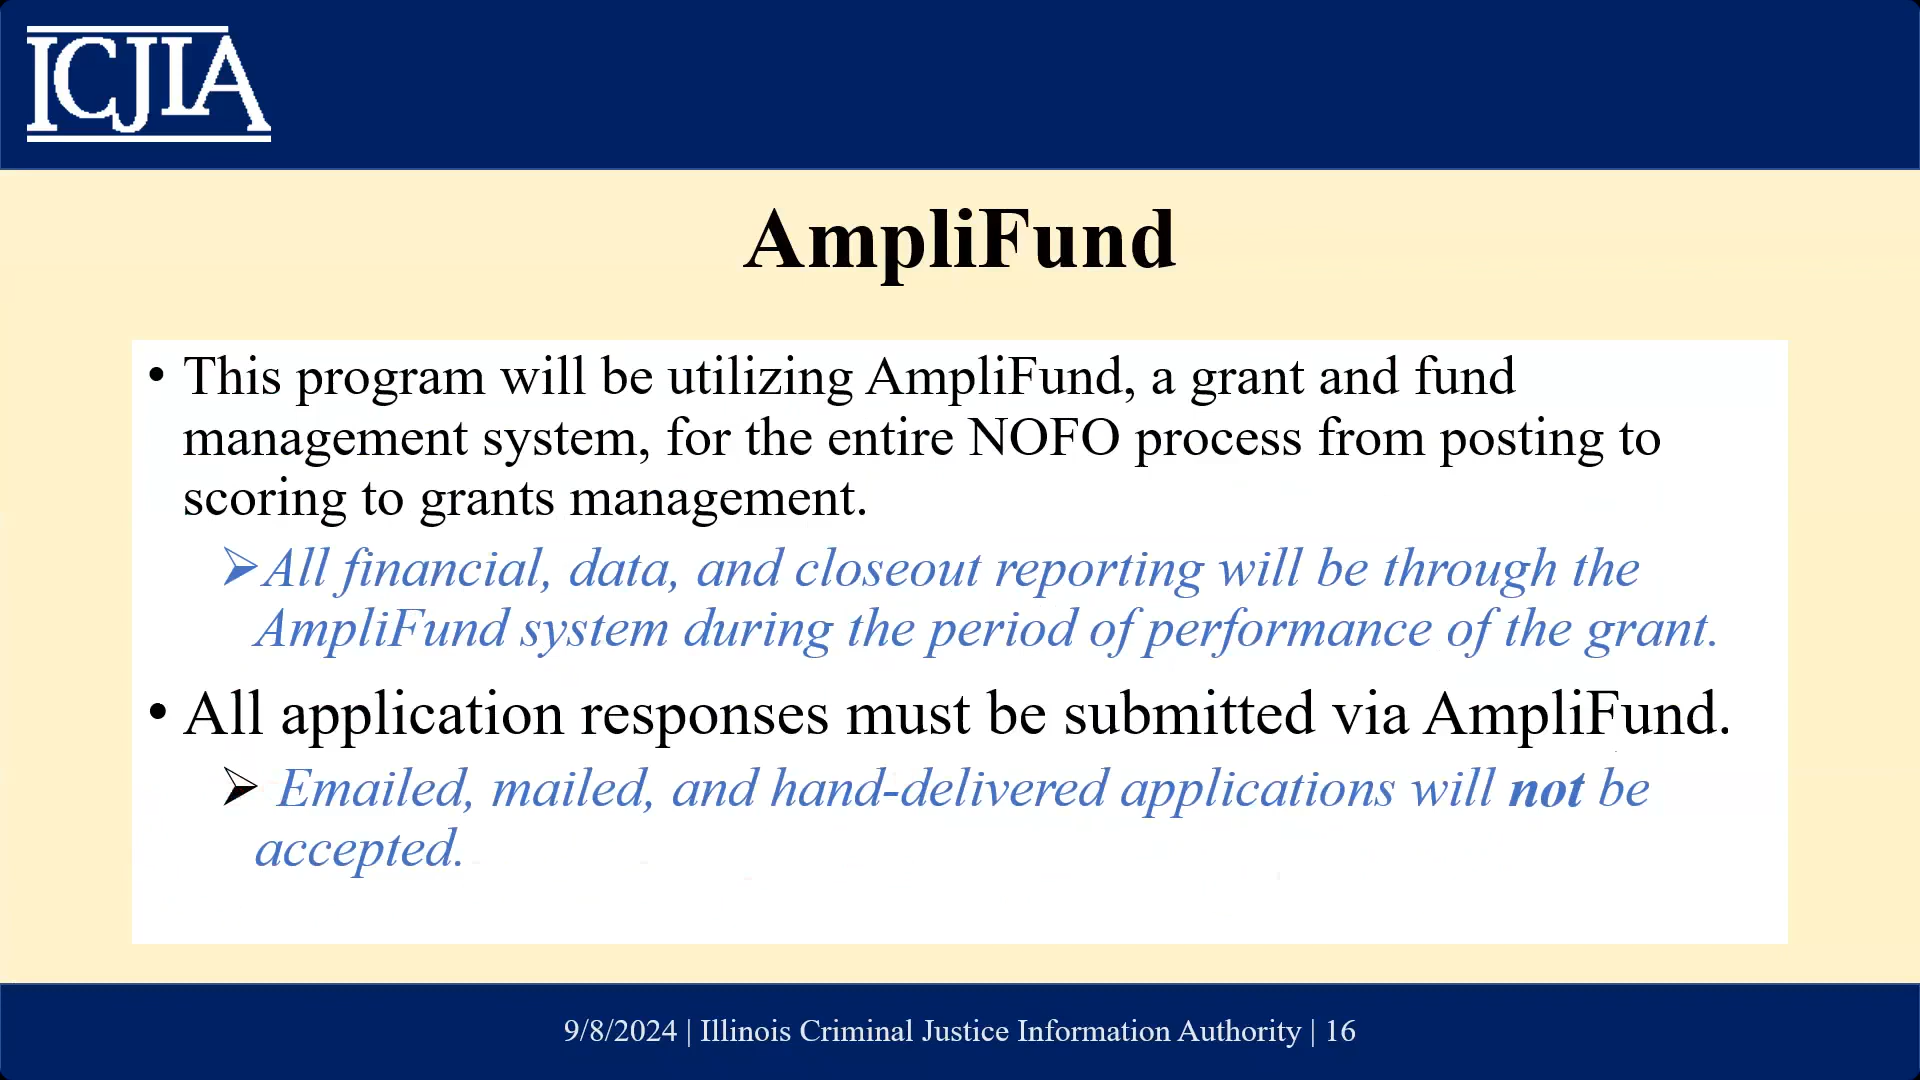 ICJIA
AmpliFund
• This program will be utilizing AmpliFund, a grant and fund
management system, for the entire NOFO process from posting to
scoring to grants management.
➢All financial, data, and closeout reporting will be through the
AmpliFund system during the period of performance of the grant.
• All application responses must be submitted via AmpliFund.
➢ Emailed, mailed, and hand-delivered applications will not be
accepted.
9/8/2024 | Illinois Criminal Justice Information Authority | 16